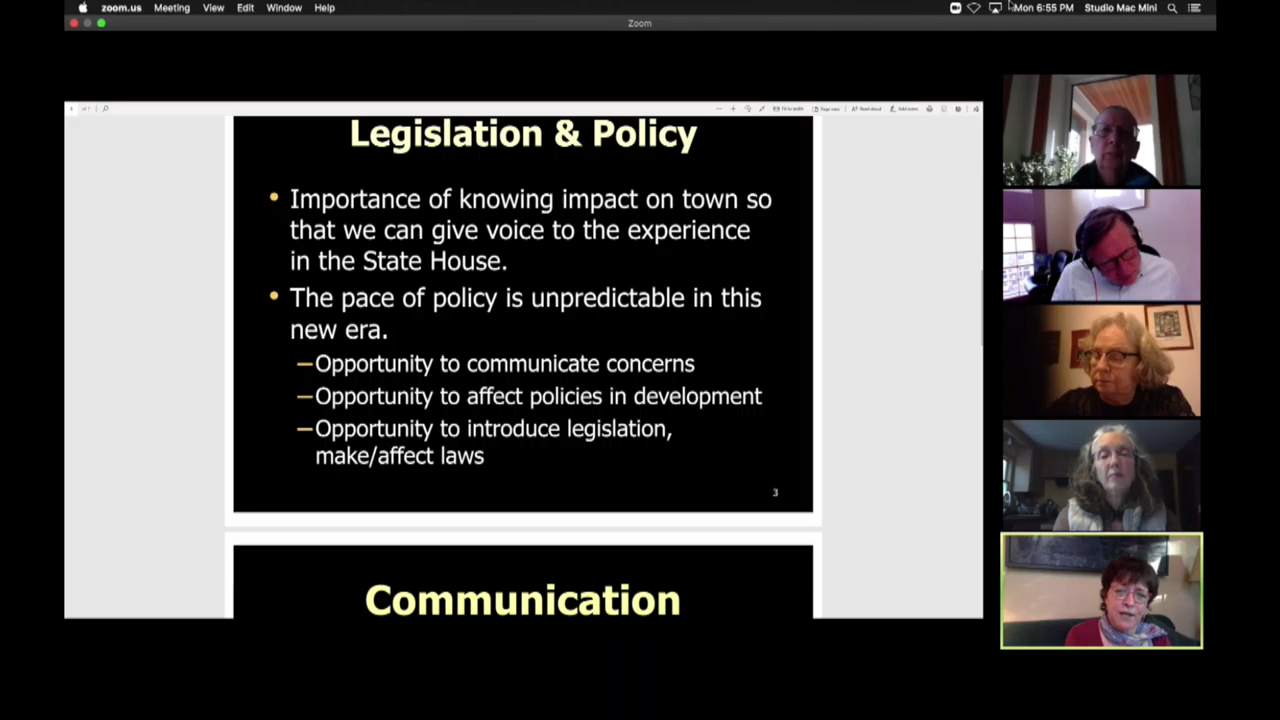 zoom.us Meeting View Edit Window Help Mon 6:55 PM Studio Mac Mini
Zoom
Legislation & Policy
• Importance of knowing impact on town so
that we can give voice to the experience
in the State House.
• The pace of policy is unpredictable in this
new era.
–Opportunity to communicate concerns
–Opportunity to affect policies in development
–Opportunity to introduce legislation,
make/affect laws
3
Communication